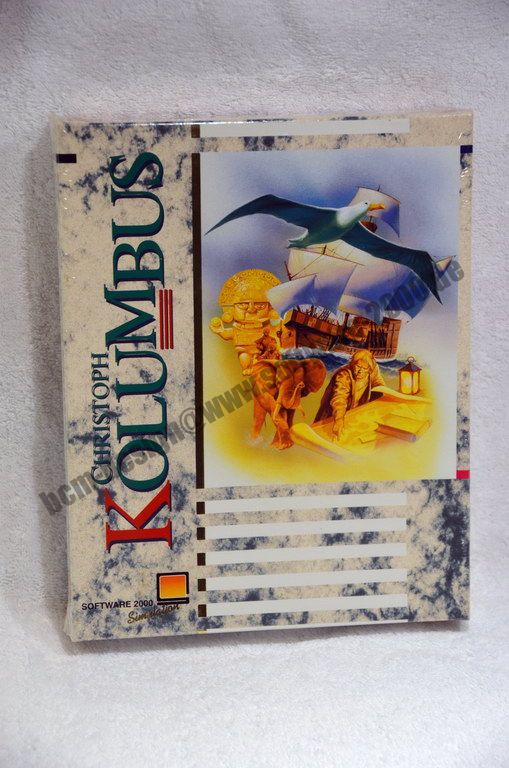 CHRISTOPH
KOLUMBUS
SOFTWARE 2000
Simulation